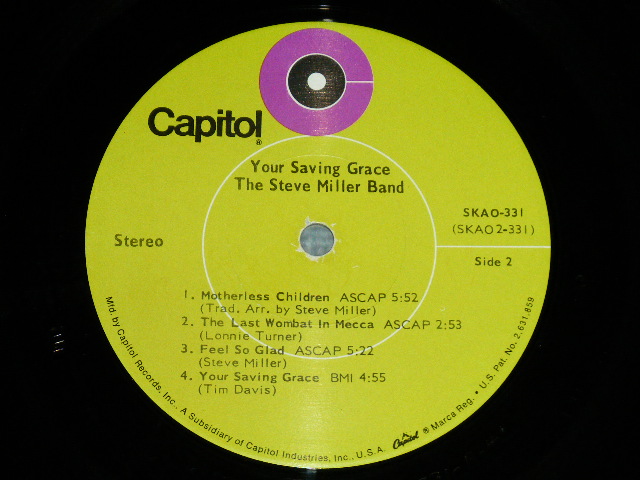 Capitol®
Your Saving Grace
The Steve Miller Band
Stereo
SKAO-331
(SKAO2-331)
Side 2
1. Motherless Children ASCAP 5:52
(Trad. Arr. by Steve Miller)
2. The Last Wombat In Mecca ASCAP 2:53
(Lonnie Turner)
3. Feel So Glad ASCAP 5:22
(Steve Miller)
4. Your Saving Grace BMI 4:55
(Tim Davis)
Mfd. by Capitol Records, Inc., A Subsidiary of Capitol Industries, Inc., U.S.A. Capitol ® Marca Reg. • U.S. Pat. No. 2,631,859